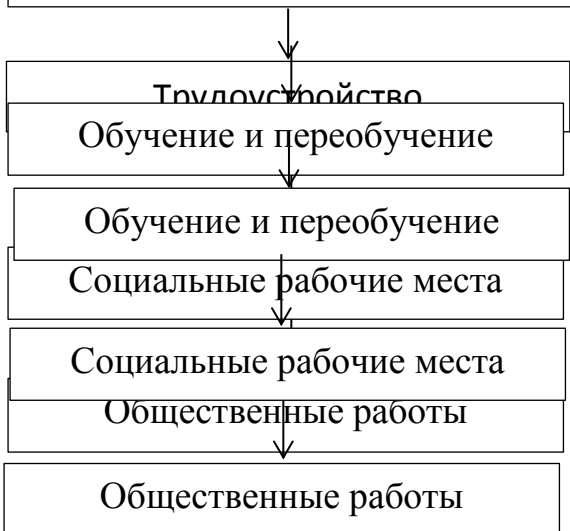 Трудоустройство
Обучение и переобучение
Обучение и переобучение
Социальные рабочие места
Социальные рабочие места
Общественные работы
Общественные работы